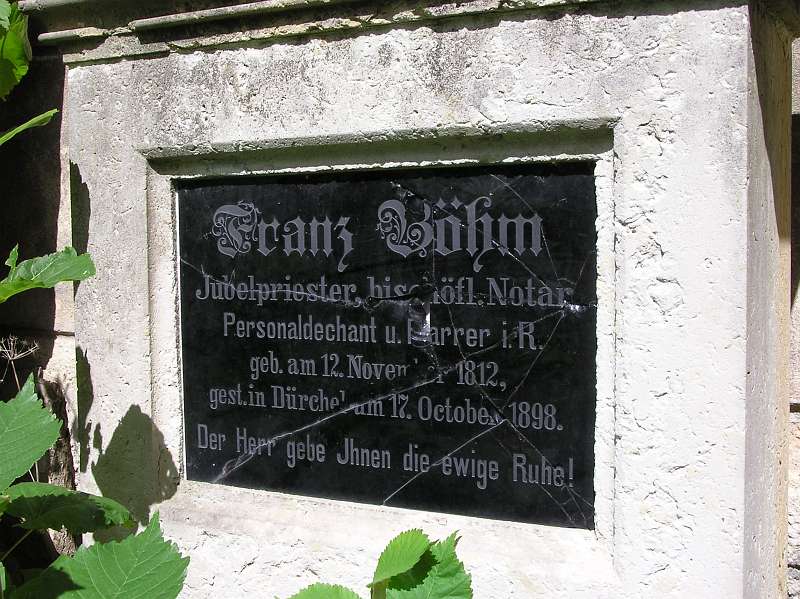 Franz Böhm
Jubelpriester, bischöfl. Notar
Personaldechant u. Pfarrer i. R.
geb. am 12. November 1812,
gest. in Dürchel am 17. October 1898.
Der Herr gebe Jhnen die ewige Ruhe!